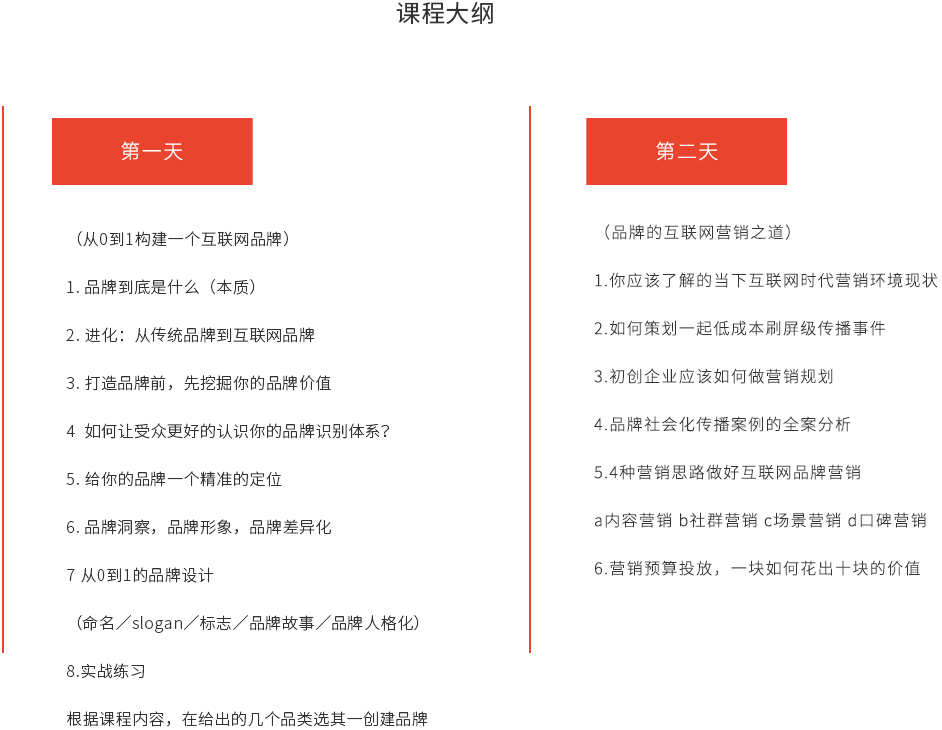 课程大纲
第一天
（从0到1构建一个互联网品牌）
1. 品牌到底是什么（本质）
2. 进化：从传统品牌到互联网品牌
3. 打造品牌前，先挖掘你的品牌价值
4  如何让受众更好的认识你的品牌识别体系？
5. 给你的品牌一个精准的定位
6. 品牌洞察，品牌形象，品牌差异化
7 从0到1的品牌设计
（命名／slogan／标志／品牌故事／品牌人格化）
8.实战练习
根据课程内容，在给出的几个品类选其一创建品牌
第二天
（品牌的互联网营销之道）
1.你应该了解的当下互联网时代营销环境现状
2.如何策划一起低成本刷屏级传播事件
3.初创企业应该如何做营销规划
4.品牌社会化传播案例的全案分析
5.4种营销思路做好互联网品牌营销
a内容营销 b社群营销 c场景营销 d口碑营销
6.营销预算投放，一块如何花出十块的价值